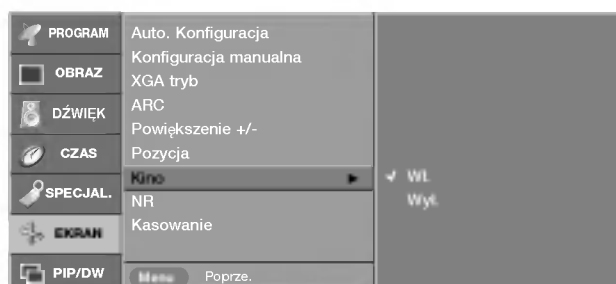 PROGRAM
OBRAZ
DŹWIĘK
CZAS
SPECJAL.
EKRAN
PIP/DW
Auto. Konfiguracja
Konfiguracja manualna
XGA tryb
ARC
Powiększenie +/-
Pozycja
Kino
NR
Kasowanie
Menu Poprze.
Wł.
Wył.